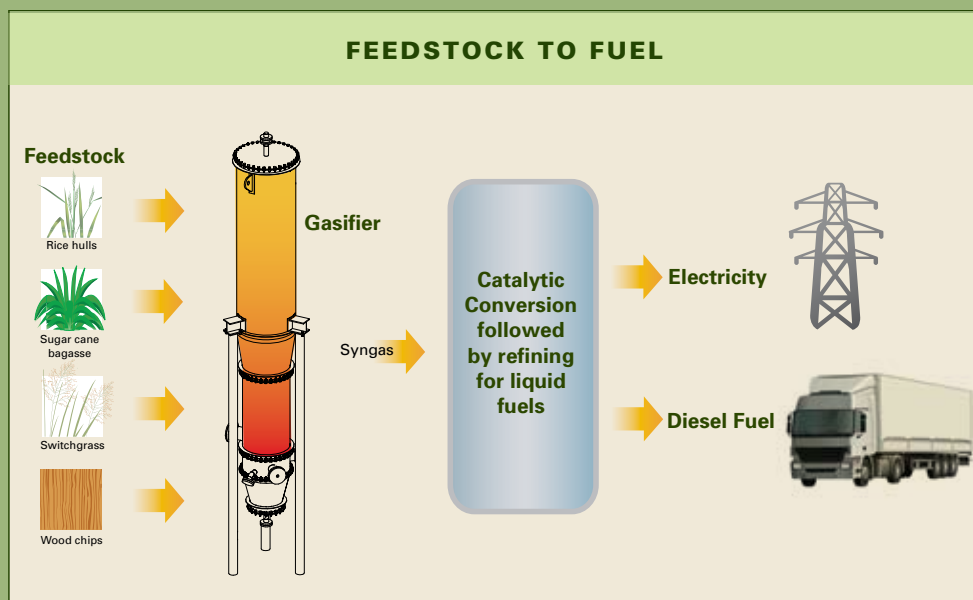 FEEDSTOCK TO FUEL
Feedstock
Rice hulls
Sugar cane
bagasse
Switchgrass
Wood chips
Gasifier
Syngas
Catalytic
Conversion
followed
by refining
for liquid
fuels
Electricity
Diesel Fuel